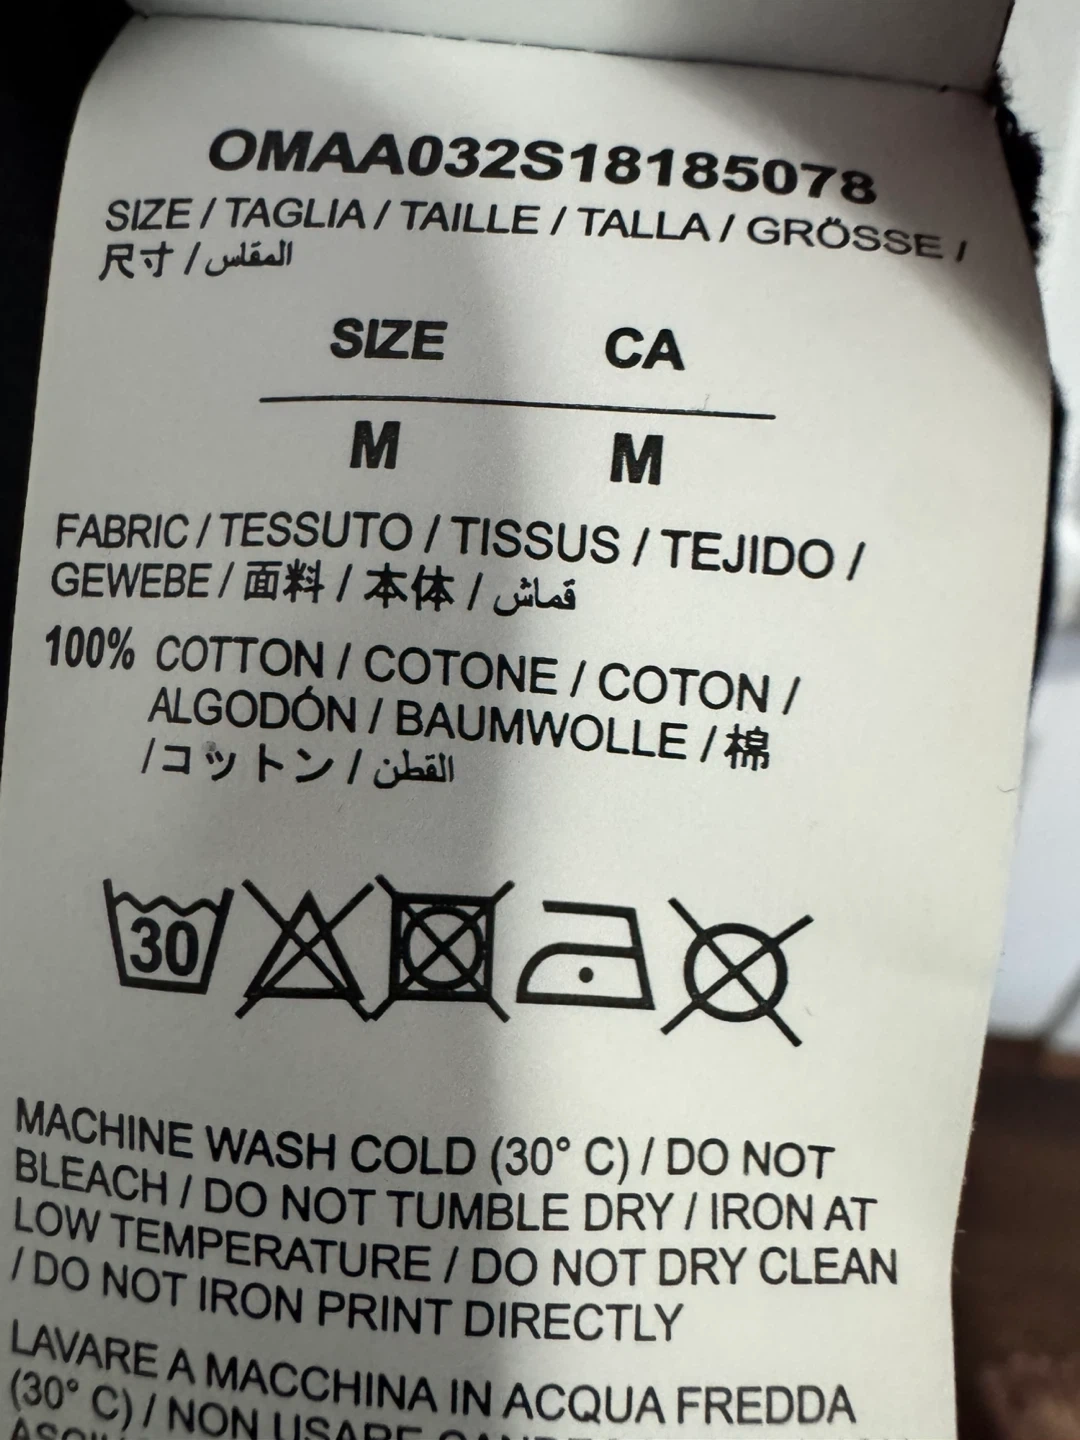 OMAA032S18185078
SIZE / TAGLIA / TAILLE / TALLA / GRÖSSE /
尺寸 / المقاس
SIZE CA
M M
FABRIC / TESSUTO / TISSUS / TEJIDO /
GEWEBE / 面料 / 本体 / قماش
100% COTTON / COTONE / COTON /
ALGODÓN / BAUMWOLLE / 棉
/ コットン / القطن
30
MACHINE WASH COLD (30° C) / DO NOT
BLEACH / DO NOT TUMBLE DRY / IRON AT
LOW TEMPERATURE / DO NOT DRY CLEAN
/ DO NOT IRON PRINT DIRECTLY
LAVARE A MACCHINA IN ACQUA FREDDA
(30° C) / NON USARE